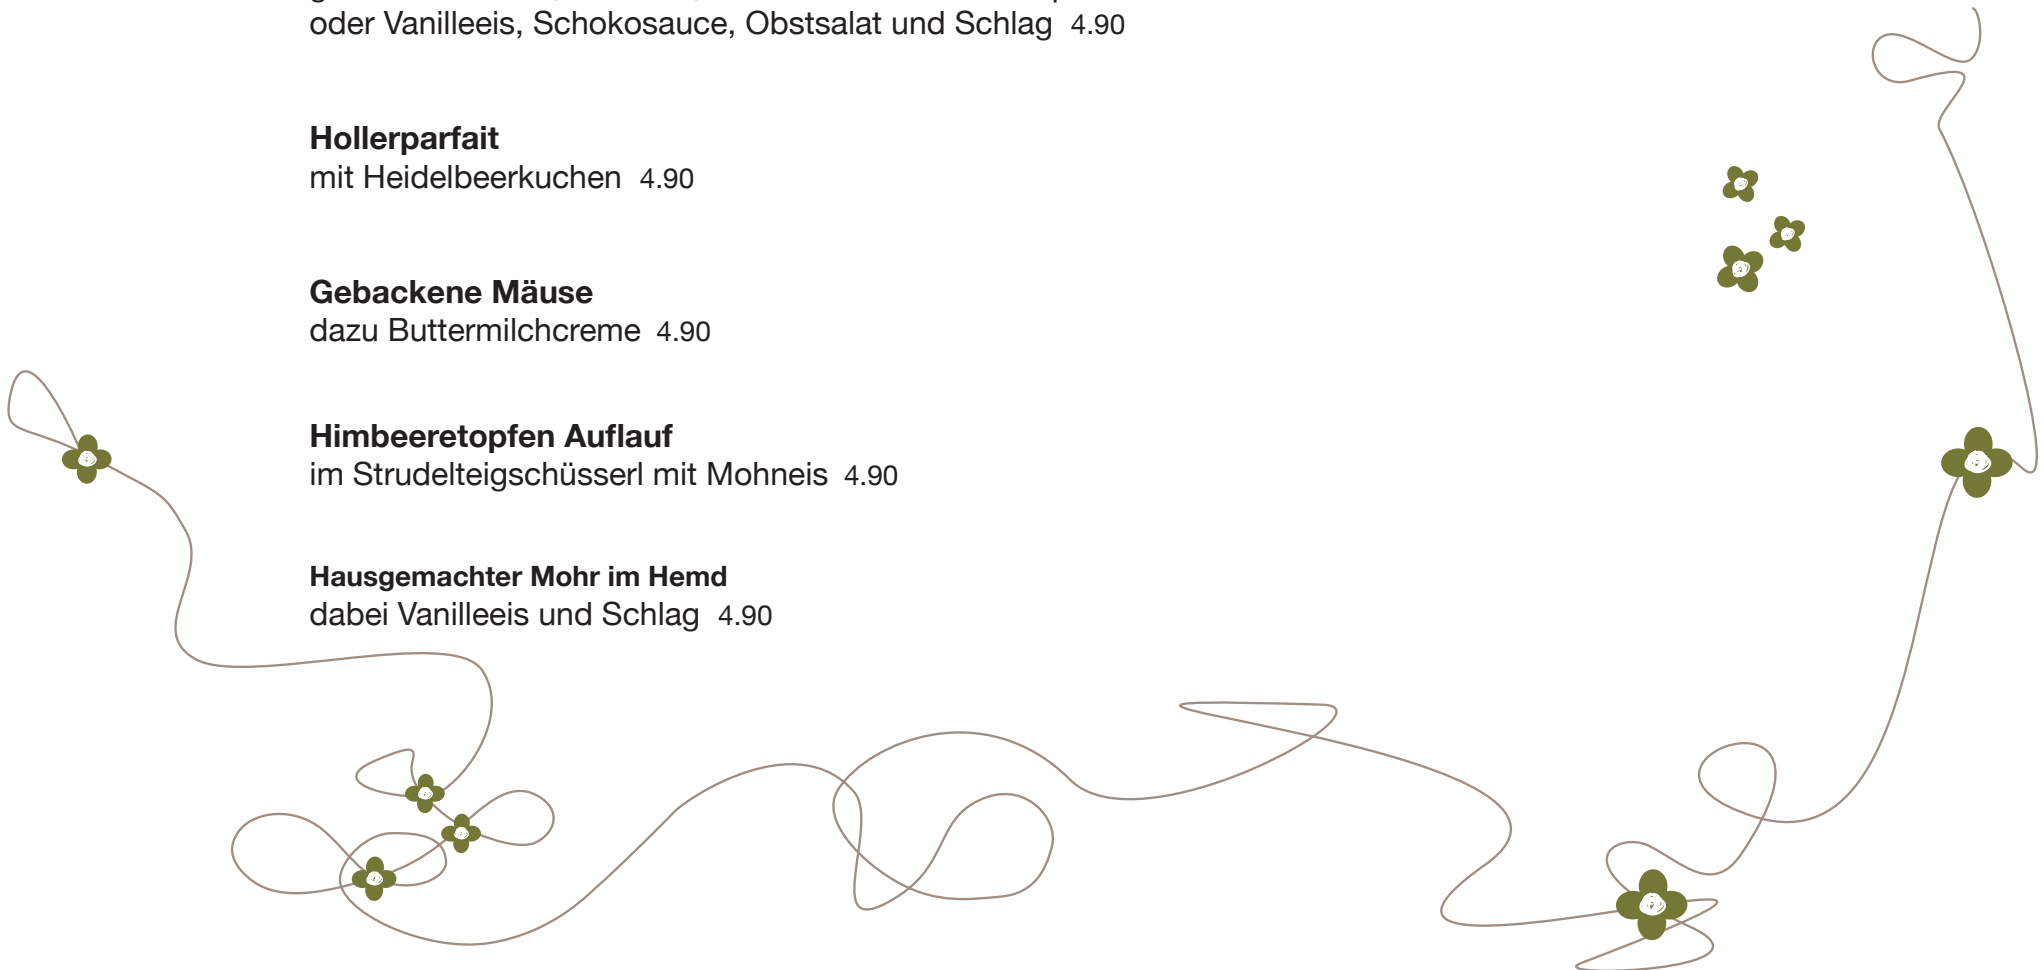 oder Vanilleeis, Schokosauce, Obstsalat und Schlag 4.90
Hollerparfait
mit Heidelbeerkuchen 4.90
Gebackene Mäuse
dazu Buttermilchcreme 4.90
Himbeeretopfen Auflauf
im Strudelteigschüsserl mit Mohneis 4.90
Hausgemachter Mohr im Hemd
dabei Vanilleeis und Schlag 4.90